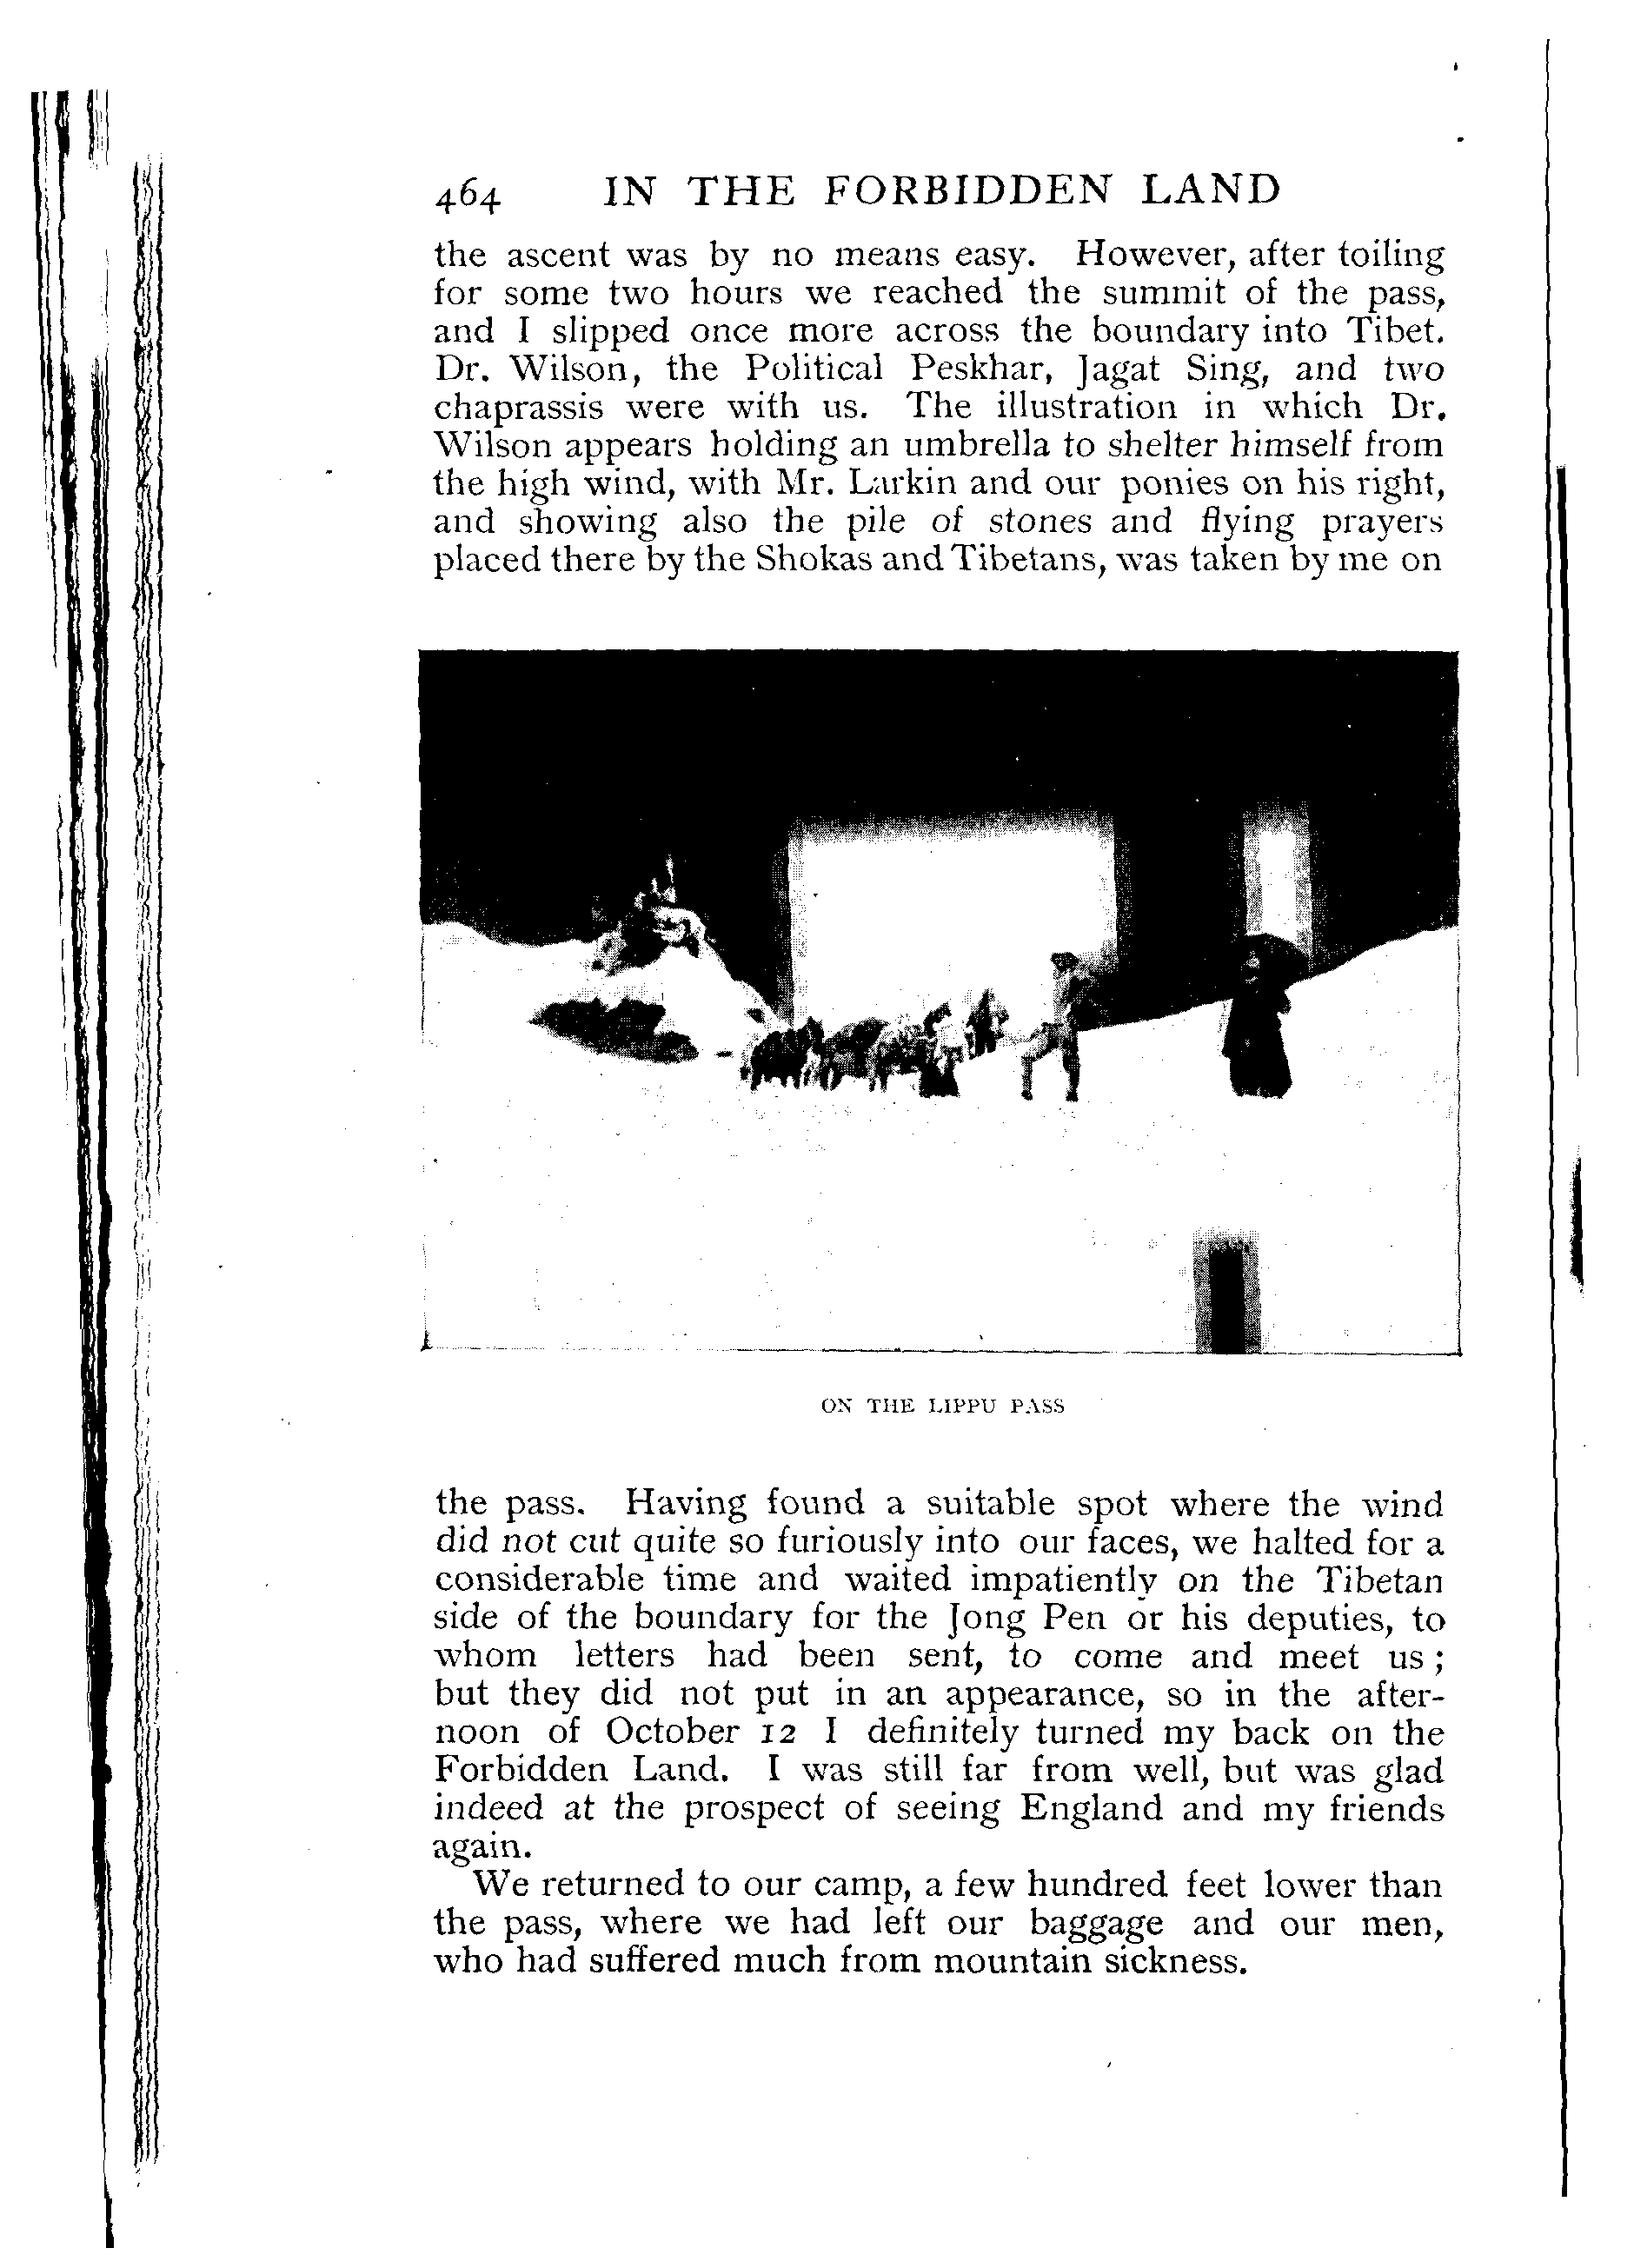 464 IN THE FORBIDDEN LAND
the ascent was by no means easy. However, after toiling
for some two hours we reached the summit of the pass,
and I slipped once more across the boundary into Tibet.
Dr. Wilson, the Political Peskhar, Jagat Sing, and two
chaprassis were with us. The illustration in which Dr.
Wilson appears holding an umbrella to shelter himself from
the high wind, with Mr. Larkin and our ponies on his right,
and showing also the pile of stones and flying prayers
placed there by the Shokas and Tibetans, was taken by me on
ON THE LIPPU PASS
the pass. Having found a suitable spot where the wind
did not cut quite so furiously into our faces, we halted for a
considerable time and waited impatiently on the Tibetan
side of the boundary for the Jong Pen or his deputies, to
whom letters had been sent, to come and meet us ;
but they did not put in an appearance, so in the after-
noon of October 12 I definitely turned my back on the
Forbidden Land. I was still far from well, but was glad
indeed at the prospect of seeing England and my friends
again.
We returned to our camp, a few hundred feet lower than
the pass, where we had left our baggage and our men,
who had suffered much from mountain sickness.